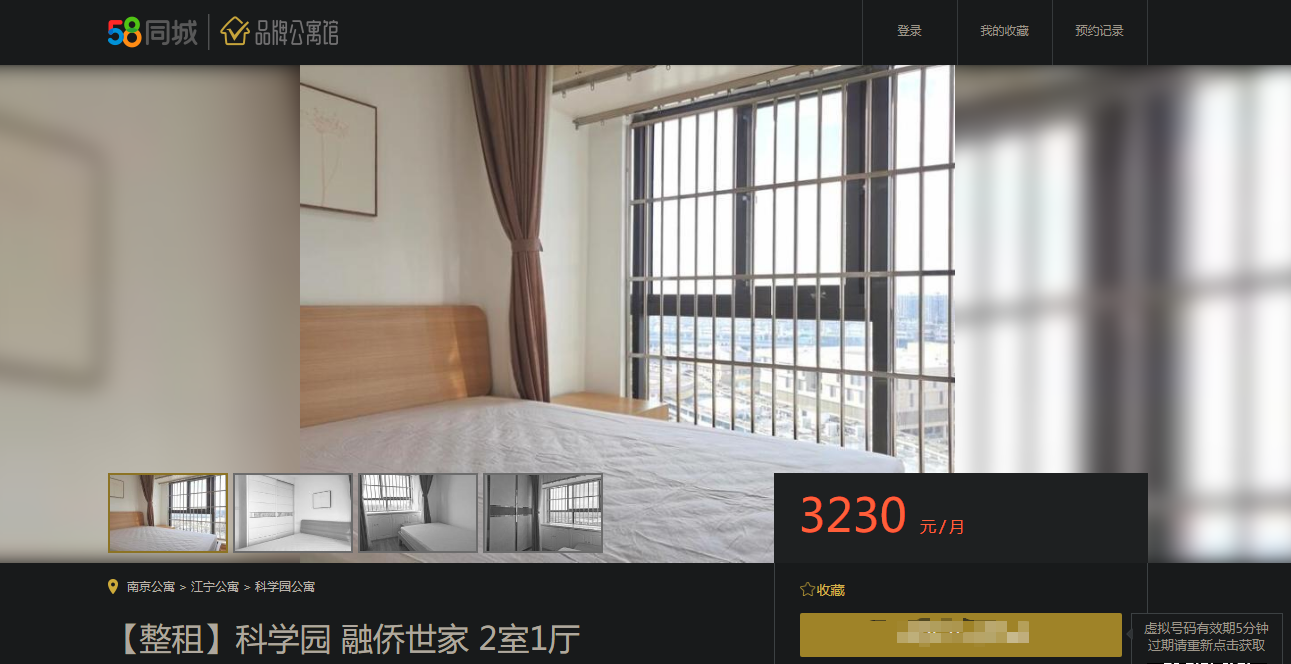 58同城 | 品牌公寓馆
登录
我的收藏
预约记录
3230 元/月
南京公寓 > 江宁公寓 > 科学园公寓
收藏
【整租】科学园 融侨世家 2室1厅
虚拟号码有效期5分钟
过期请重新点击获取